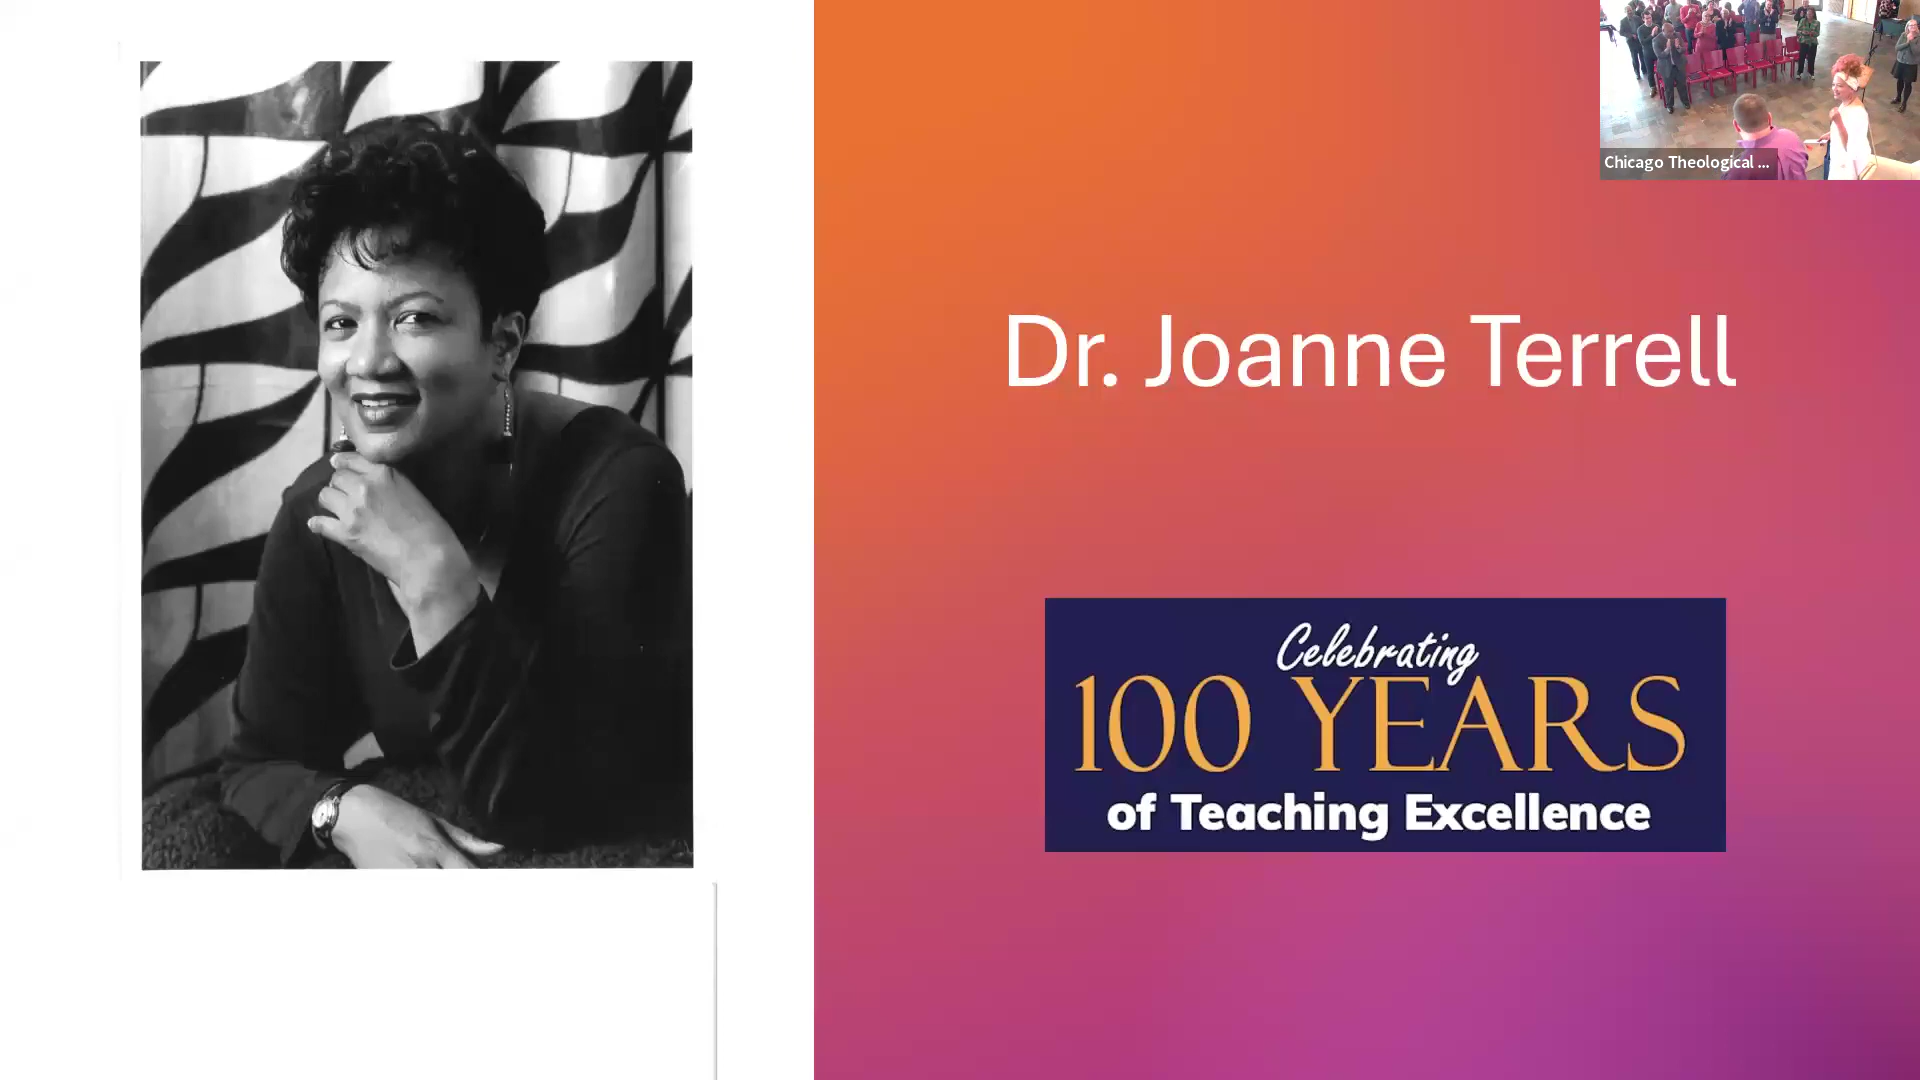 Chicago Theological ...
Dr. Joanne Terrell
Celebrating
100 YEARS
of Teaching Excellence